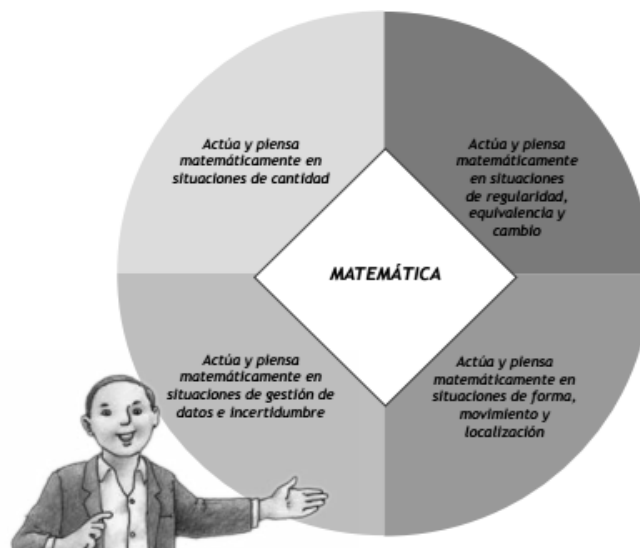 Actúa y piensa
matemáticamente en
situaciones de cantidad
Actúa y piensa
matemáticamente
en situaciones
de regularidad,
equivalencia y
cambio
MATEMÁTICA
Actúa y piensa
matemáticamente en
situaciones de gestión de
datos e incertidumbre
Actúa y piensa
matemáticamente en
situaciones de forma,
movimiento y
localización